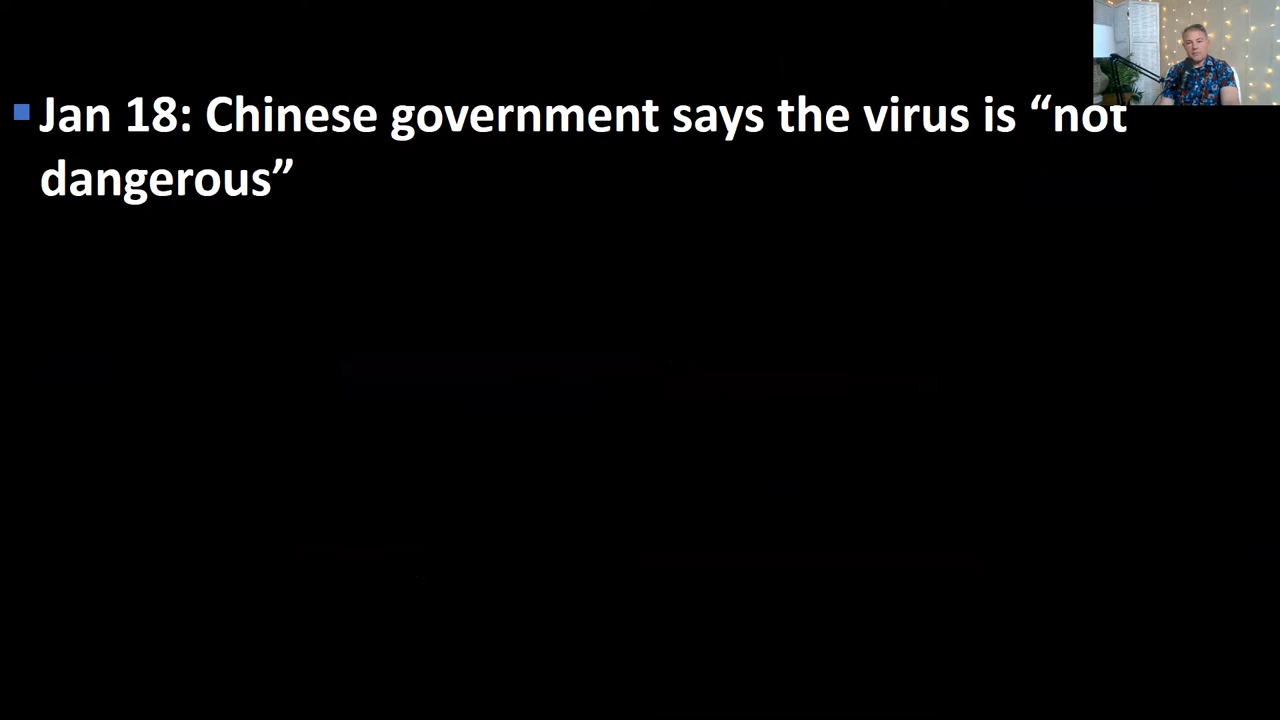 Jan 18: Chinese government says the virus is “not
dangerous”